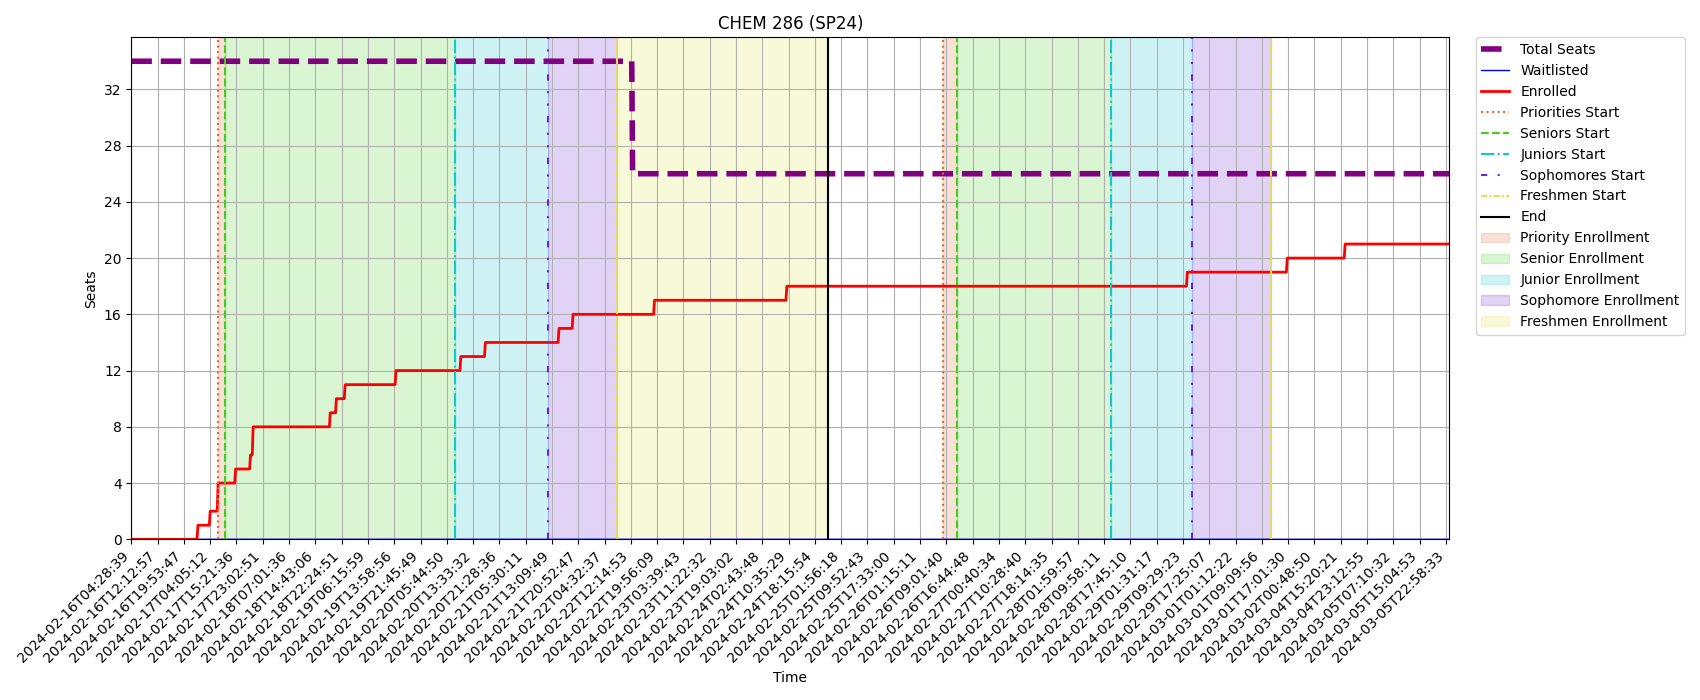 CHEM 286 (SP24)
Seats
32
28
24
20
16
12
8
4
0
2024-02-16T04:28:39
2024-02-16T12:12:57
2024-02-16T19:53:47
2024-02-17T04:05:12
2024-02-17T15:21:36
2024-02-17T23:02:51
2024-02-18T07:01:36
2024-02-18T14:43:06
2024-02-18T22:24:51
2024-02-19T06:15:59
2024-02-19T13:58:56
2024-02-19T21:45:49
2024-02-20T05:44:50
2024-02-20T13:33:32
2024-02-20T21:28:36
2024-02-21T05:30:11
2024-02-21T13:09:49
2024-02-21T20:52:47
2024-02-22T04:32:37
2024-02-22T12:14:53
2024-02-22T19:56:09
2024-02-23T03:39:43
2024-02-23T11:22:32
2024-02-23T19:03:02
2024-02-24T02:43:48
2024-02-24T10:35:29
2024-02-24T18:15:54
2024-02-25T01:56:18
2024-02-25T09:52:43
2024-02-25T17:33:00
2024-02-26T01:15:11
2024-02-26T09:01:40
2024-02-26T16:44:48
2024-02-27T00:40:34
2024-02-27T10:28:40
2024-02-27T18:14:35
2024-02-28T01:59:57
2024-02-28T09:58:11
2024-02-28T17:45:10
2024-02-29T01:31:17
2024-02-29T09:29:23
2024-02-29T17:25:07
2024-03-01T01:12:22
2024-03-01T09:09:56
2024-03-01T17:01:30
2024-03-02T00:48:50
2024-03-04T15:20:21
2024-03-04T23:12:55
2024-03-05T07:10:32
2024-03-05T15:04:53
2024-03-05T22:58:33
Time
Total Seats
Waitlisted
Enrolled
Priorities Start
Seniors Start
Juniors Start
Sophomores Start
Freshmen Start
End
Priority Enrollment
Senior Enrollment
Junior Enrollment
Sophomore Enrollment
Freshmen Enrollment